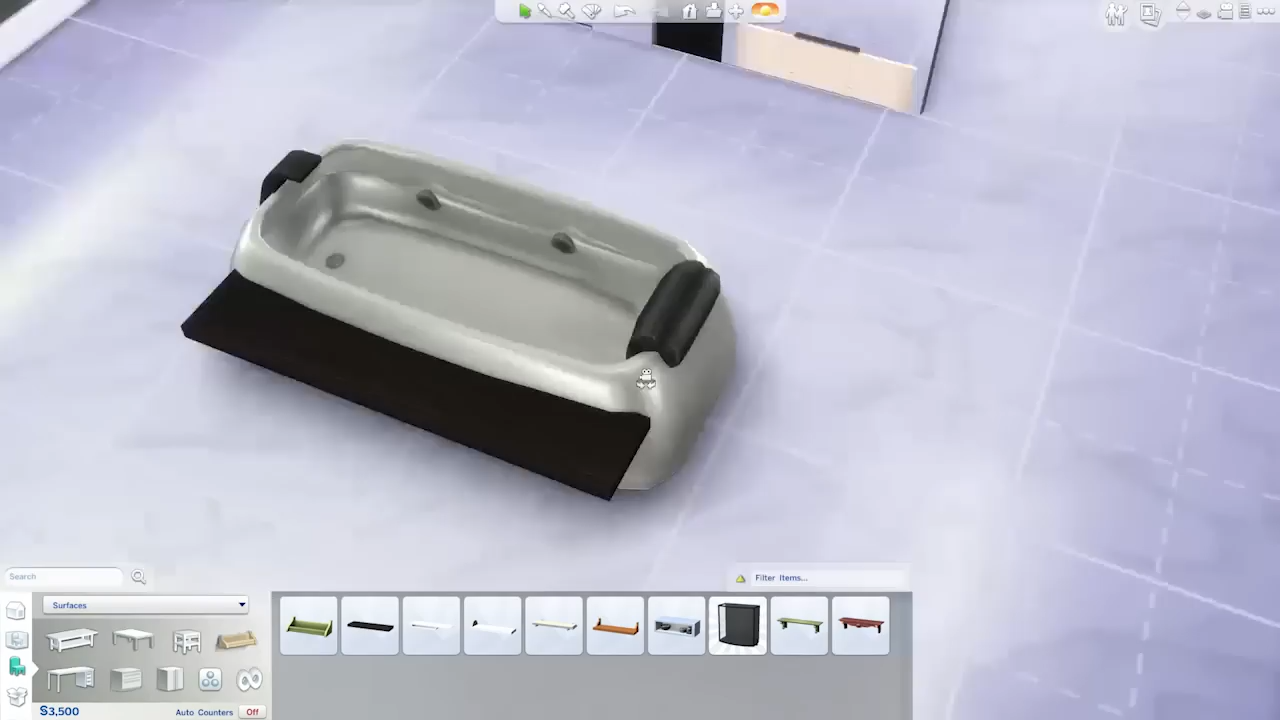 Search
Filter Items...
Surfaces
§3,500
Auto Counters Off